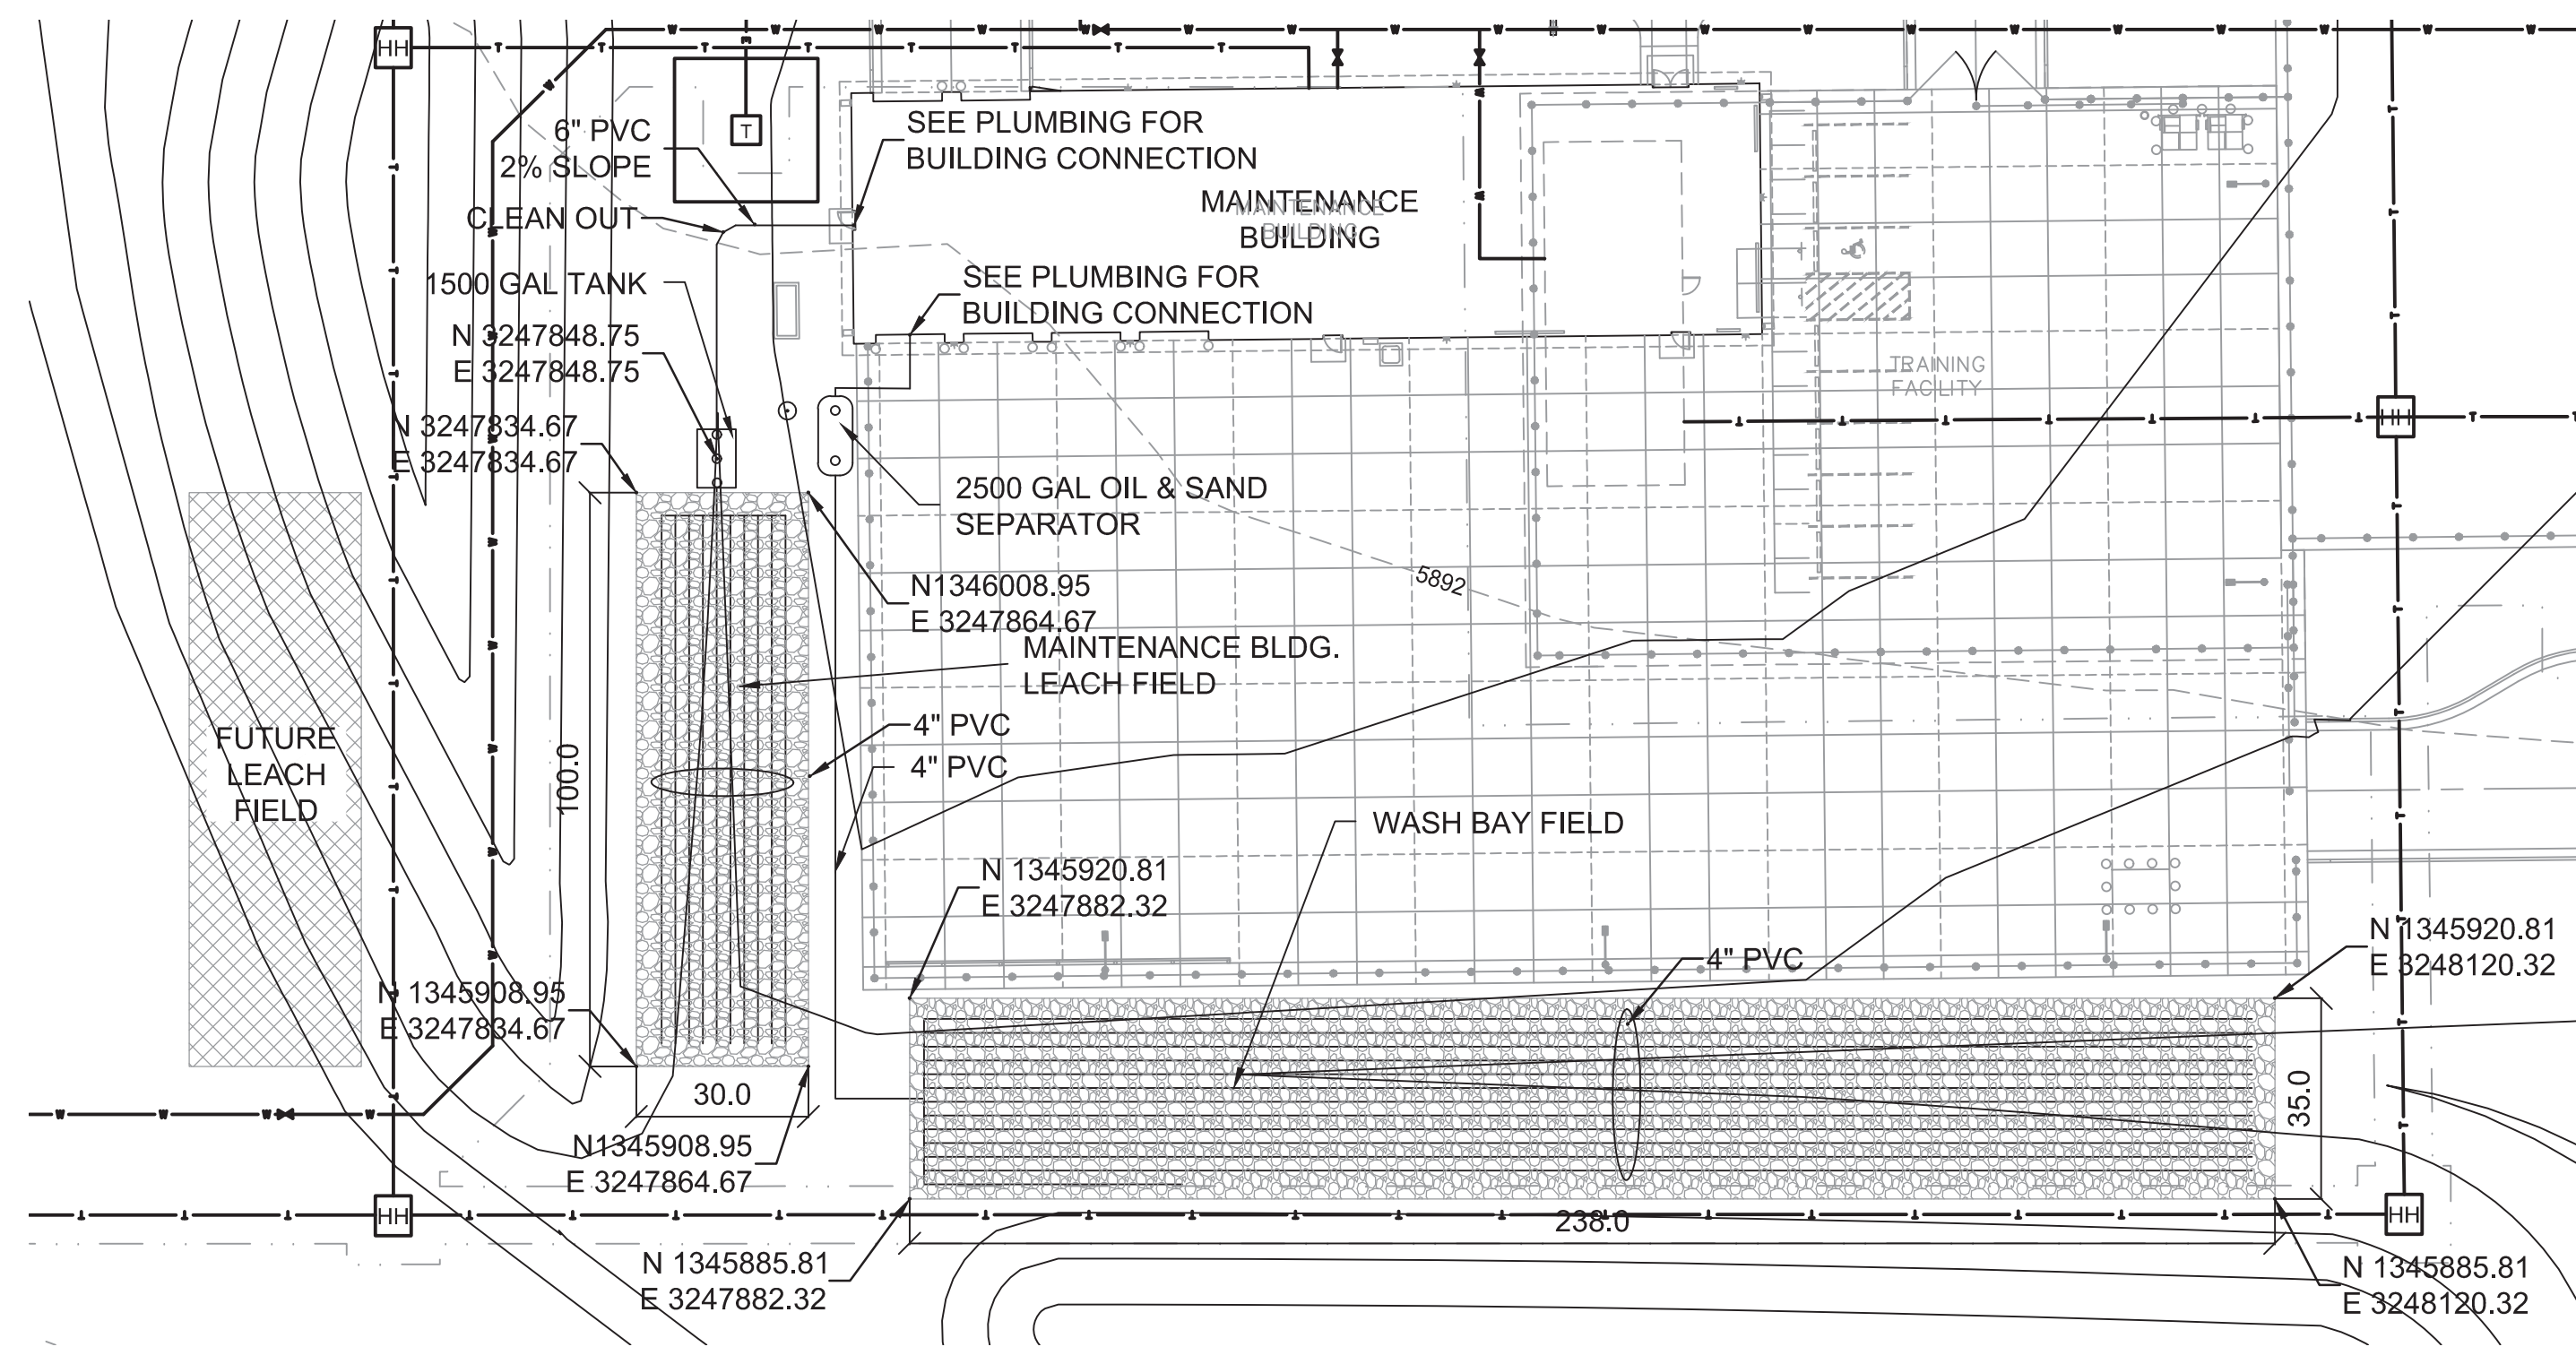 HH
6" PVC
2% SLOPE
T
SEE PLUMBING FOR
BUILDING CONNECTION
CLEAN OUT
MAINTENANCE
BUILDING
MAINTENANCE
BUILDING
1500 GAL TANK
SEE PLUMBING FOR
BUILDING CONNECTION
N 3247848.75
E 3247848.75
TRAINING
FACILITY
N 3247834.67
E 3247834.67
HH
2500 GAL OIL & SAND
SEPARATOR
5892
N1346008.95
E 3247864.67
MAINTENANCE BLDG.
LEACH FIELD
FUTURE
LEACH
FIELD
100.0
4" PVC
4" PVC
WASH BAY FIELD
N 1345920.81
E 3247882.32
4" PVC
N 1345920.81
E 3248120.32
N 1345908.95
E 3247834.67
30.0
35.0
N1345908.95
E 3247864.67
HH
238.0
HH
N 1345885.81
E 3247882.32
N 1345885.81
E 3248120.32